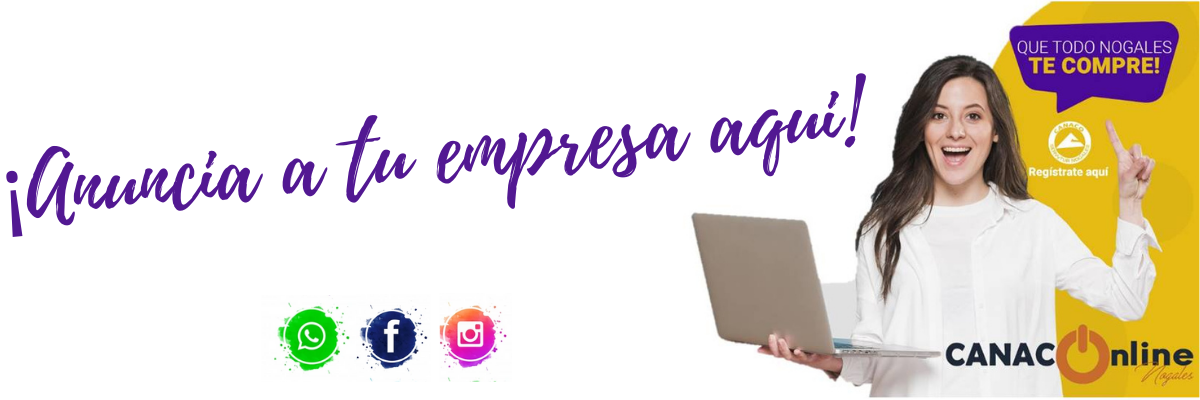 ¡Anuncia a tu empresa aquí!
QUE TODO NOGALES
TE COMPRE!
CANACO
Regístrate aquí
CANACOnline
Nogales